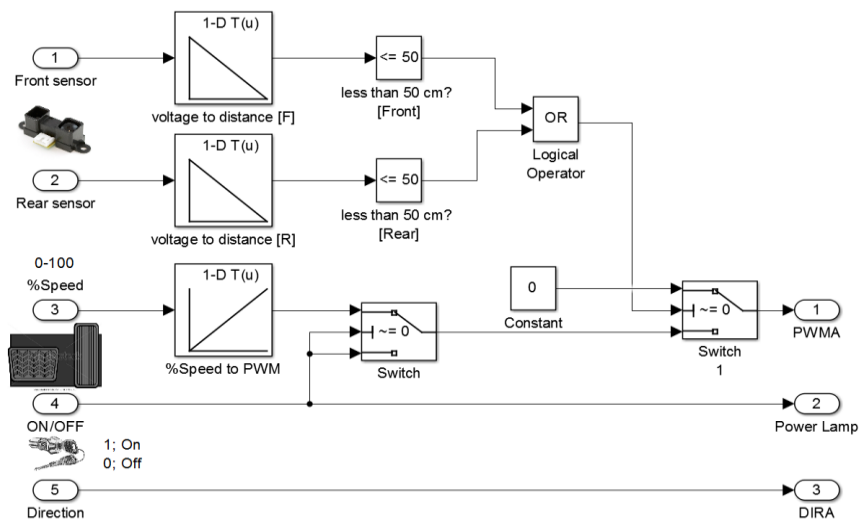 1
Front sensor
1-D T(u)
voltage to distance [F]
<= 50
less than 50 cm?
[Front]
OR
Logical
Operator
2
Rear sensor
1-D T(u)
voltage to distance [R]
<= 50
less than 50 cm?
[Rear]
0-100
%Speed
3
1-D T(u)
%Speed to PWM
~= 0
Switch
0
Constant
~= 0
Switch
1
1
PWMA
4
ON/OFF
1; On
0; Off
2
Power Lamp
5
Direction
3
DIRA